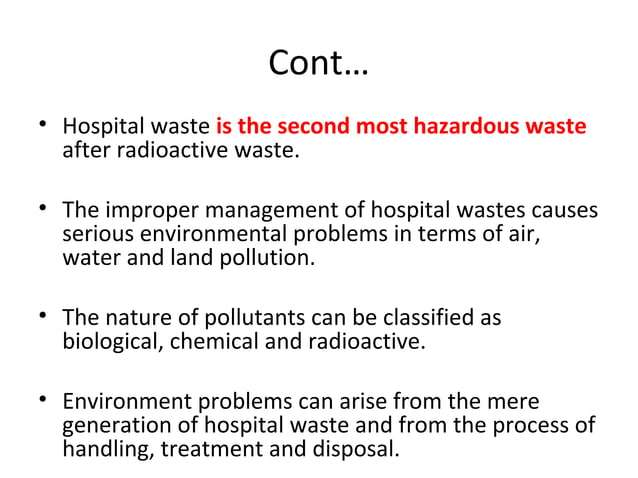 Cont…
• Hospital waste is the second most hazardous waste
after radioactive waste.
• The improper management of hospital wastes causes
serious environmental problems in terms of air,
water and land pollution.
• The nature of pollutants can be classified as
biological, chemical and radioactive.
• Environment problems can arise from the mere
generation of hospital waste and from the process of
handling, treatment and disposal.